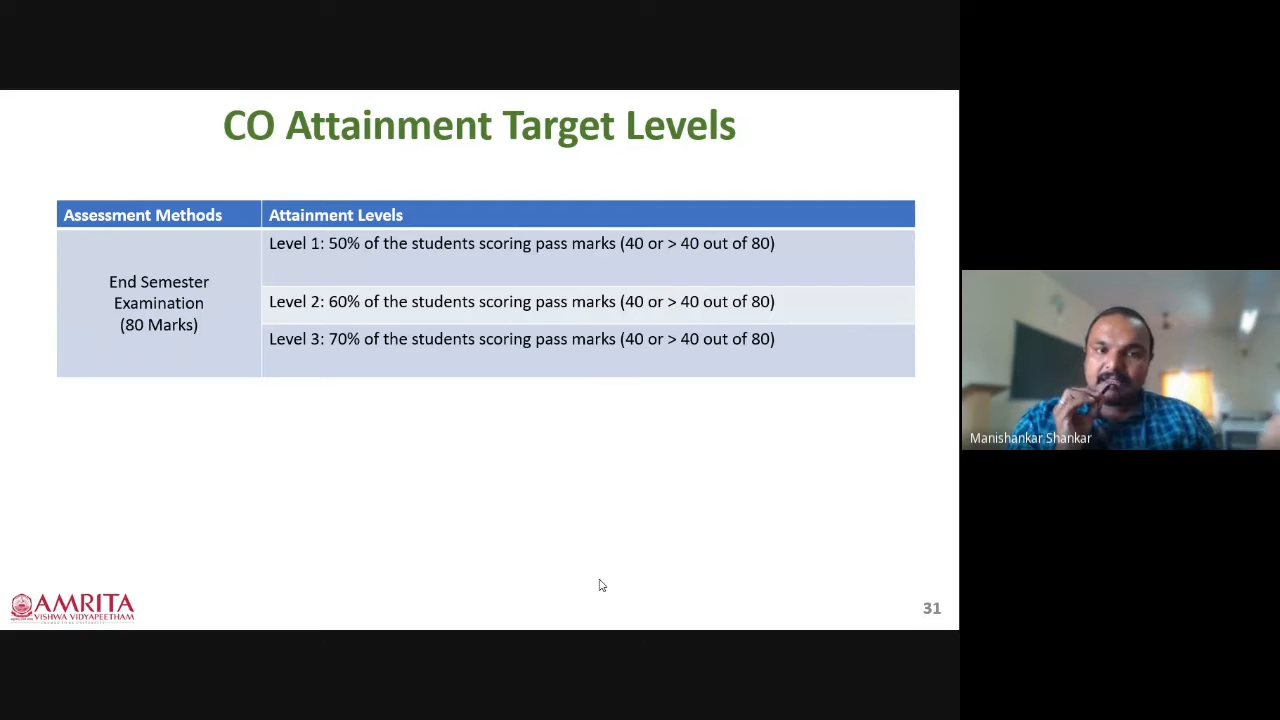 CO Attainment Target Levels
Assessment Methods
Attainment Levels
End Semester
Examination
(80 Marks)
Level 1: 50% of the students scoring pass marks (40 or > 40 out of 80)
Level 2: 60% of the students scoring pass marks (40 or > 40 out of 80)
Level 3: 70% of the students scoring pass marks (40 or > 40 out of 80)
AMRITA
VISHWA VIDYAPEETHAM
31
Manishankar Shankar